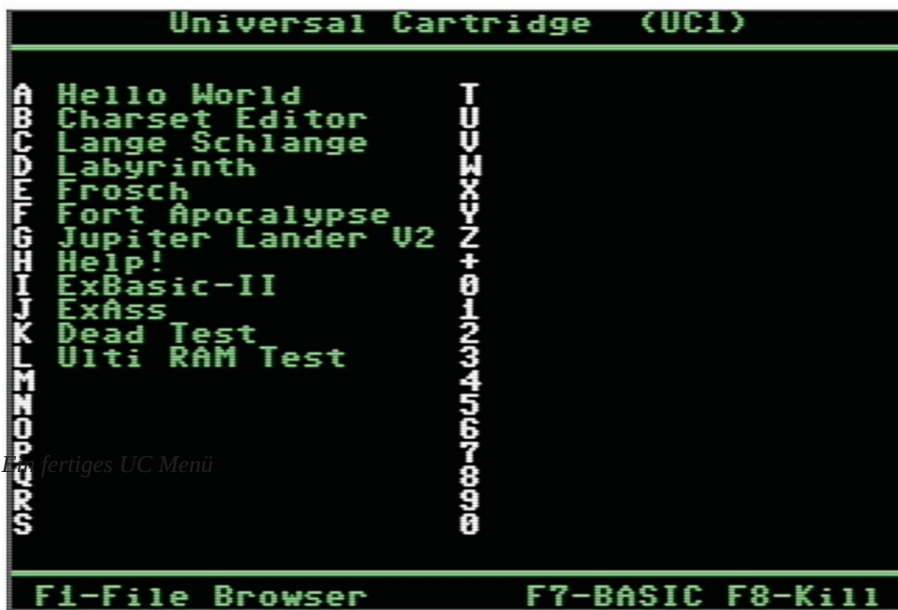 Universal Cartridge (UC1)
A Hello World T
B Charset Editor U
C Lange Schlange V
D Labyrinth W
E Frosch X
F Fort Apocalypse Y
G Jupiter Lander V2 Z
H Help! +
I ExBasic-II 0
J ExAss 1
K Dead Test 2
L Ulti RAM Test 3
M 4
N 5
O 6
P 7
Ein fertiges UC Menü
Q 8
R 9
S 0
F1-File Browser F7-BASIC F8-Kill